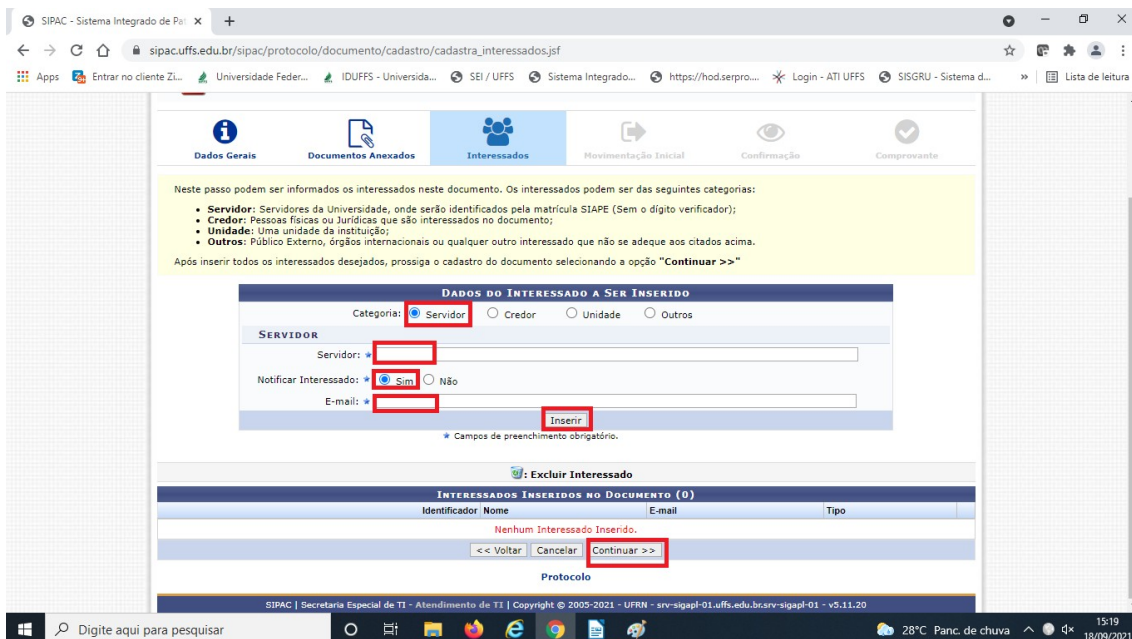 SIPAC - Sistema Integrado de Pat
sipac.uffs.edu.br/sipac/protocolo/documento/cadastro/cadastra_interessados.jsf
Apps Entrar no cliente Zi... Universidade Feder... IDUFFS - Universida... SEI / UFFS Sistema Integrado... https://hod.serpro.... Login - ATI UFFS SISGRU - Sistema d... » Lista de leitura
Dados Gerais Documentos Anexados Interessados Movimentação Inicial Confirmação Comprovante
Neste passo podem ser informados os interessados neste documento. Os interessados podem ser das seguintes categorias:
• Servidor: Servidores da Universidade, onde serão identificados pela matrícula SIAPE (Sem o dígito verificador);
• Credor: Pessoas físicas ou Jurídicas que são interessados no documento;
• Unidade: Uma unidade da instituição;
• Outros: Público Externo, órgãos internacionais ou qualquer outro interessado que não se adeque aos citados acima.
Após inserir todos os interessados desejados, prossiga o cadastro do documento selecionando a opção "Continuar >>"
DADOS DO INTERESSADO A SER INSERIDO
Categoria: Servidor Credor Unidade Outros
SERVIDOR
Servidor:
Notificar Interessado: Sim Não
E-mail:
Inserir
Campos de preenchimento obrigatório.
: Excluir Interessado
INTERESSADOS INSERIDOS NO DOCUMENTO (0)
Identificador Nome E-mail Tipo
Nenhum Interessado Inserido.
<< Voltar Cancelar Continuar >>
Protocolo
SIPAC | Secretaria Especial de TI - Atendimento de TI | Copyright © 2005-2021 - UFRN - srv-sigapl-01.uffs.edu.br.srv-sigapl-01 - v5.11.20
Digite aqui para pesquisar
28°C Panc. de chuva
15:19
18/09/2021